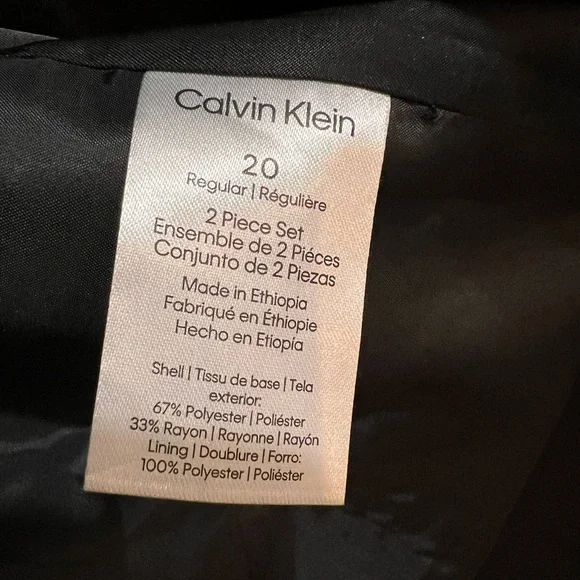 Calvin Klein
20
Regular | Régulière
2 Piece Set
Ensemble de 2 Piéces
Conjunto de 2 Piezas
Made in Ethiopia
Fabriqué en Éthiopie
Hecho en Etiopía
Shell | Tissu de base | Tela
exterior:
67% Polyester | Poliéster
33% Rayon | Rayonne | Rayón
Lining | Doublure | Forro:
100% Polyester | Poliéster